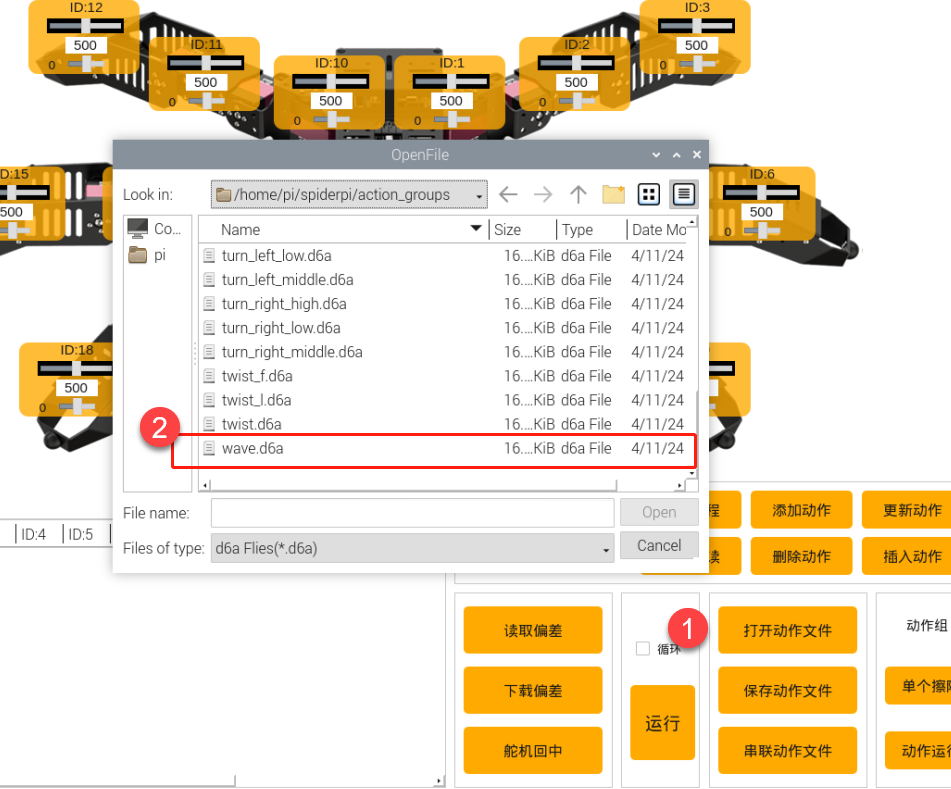 ID:12
500
0
ID:11
500
0
ID:10
500
0
ID:1
500
0
ID:2
500
0
ID:3
500
0
D:15
500
ID:6
500
0
ID:18
500
0
OpenFile
Look in:
/home/pi/spiderpi/action_groups
Co...
pi
Name Size Type Date Mo
turn_left_low.d6a 16....KiB d6a File 4/11/24
turn_left_middle.d6a 16....KiB d6a File 4/11/24
turn_right_high.d6a 16....KiB d6a File 4/11/24
turn_right_low.d6a 16....KiB d6a File 4/11/24
turn_right_middle.d6a 16....KiB d6a File 4/11/24
twist_f.d6a 16....KiB d6a File 4/11/24
twist_l.d6a 16....KiB d6a File 4/11/24
twist.d6a 16....KiB d6a File 4/11/24
2
wave.d6a 16....KiB d6a File 4/11/24
File name:
Open
Files of type: d6a Flies(*.d6a)
Cancel
ID:4 ID:5
程 添加动作 更新动作
读 删除动作 插入动作
读取偏差
下载偏差
舵机回中
1
循环
运行
打开动作文件
保存动作文件
串联动作文件
动作组
单个擦
动作运行